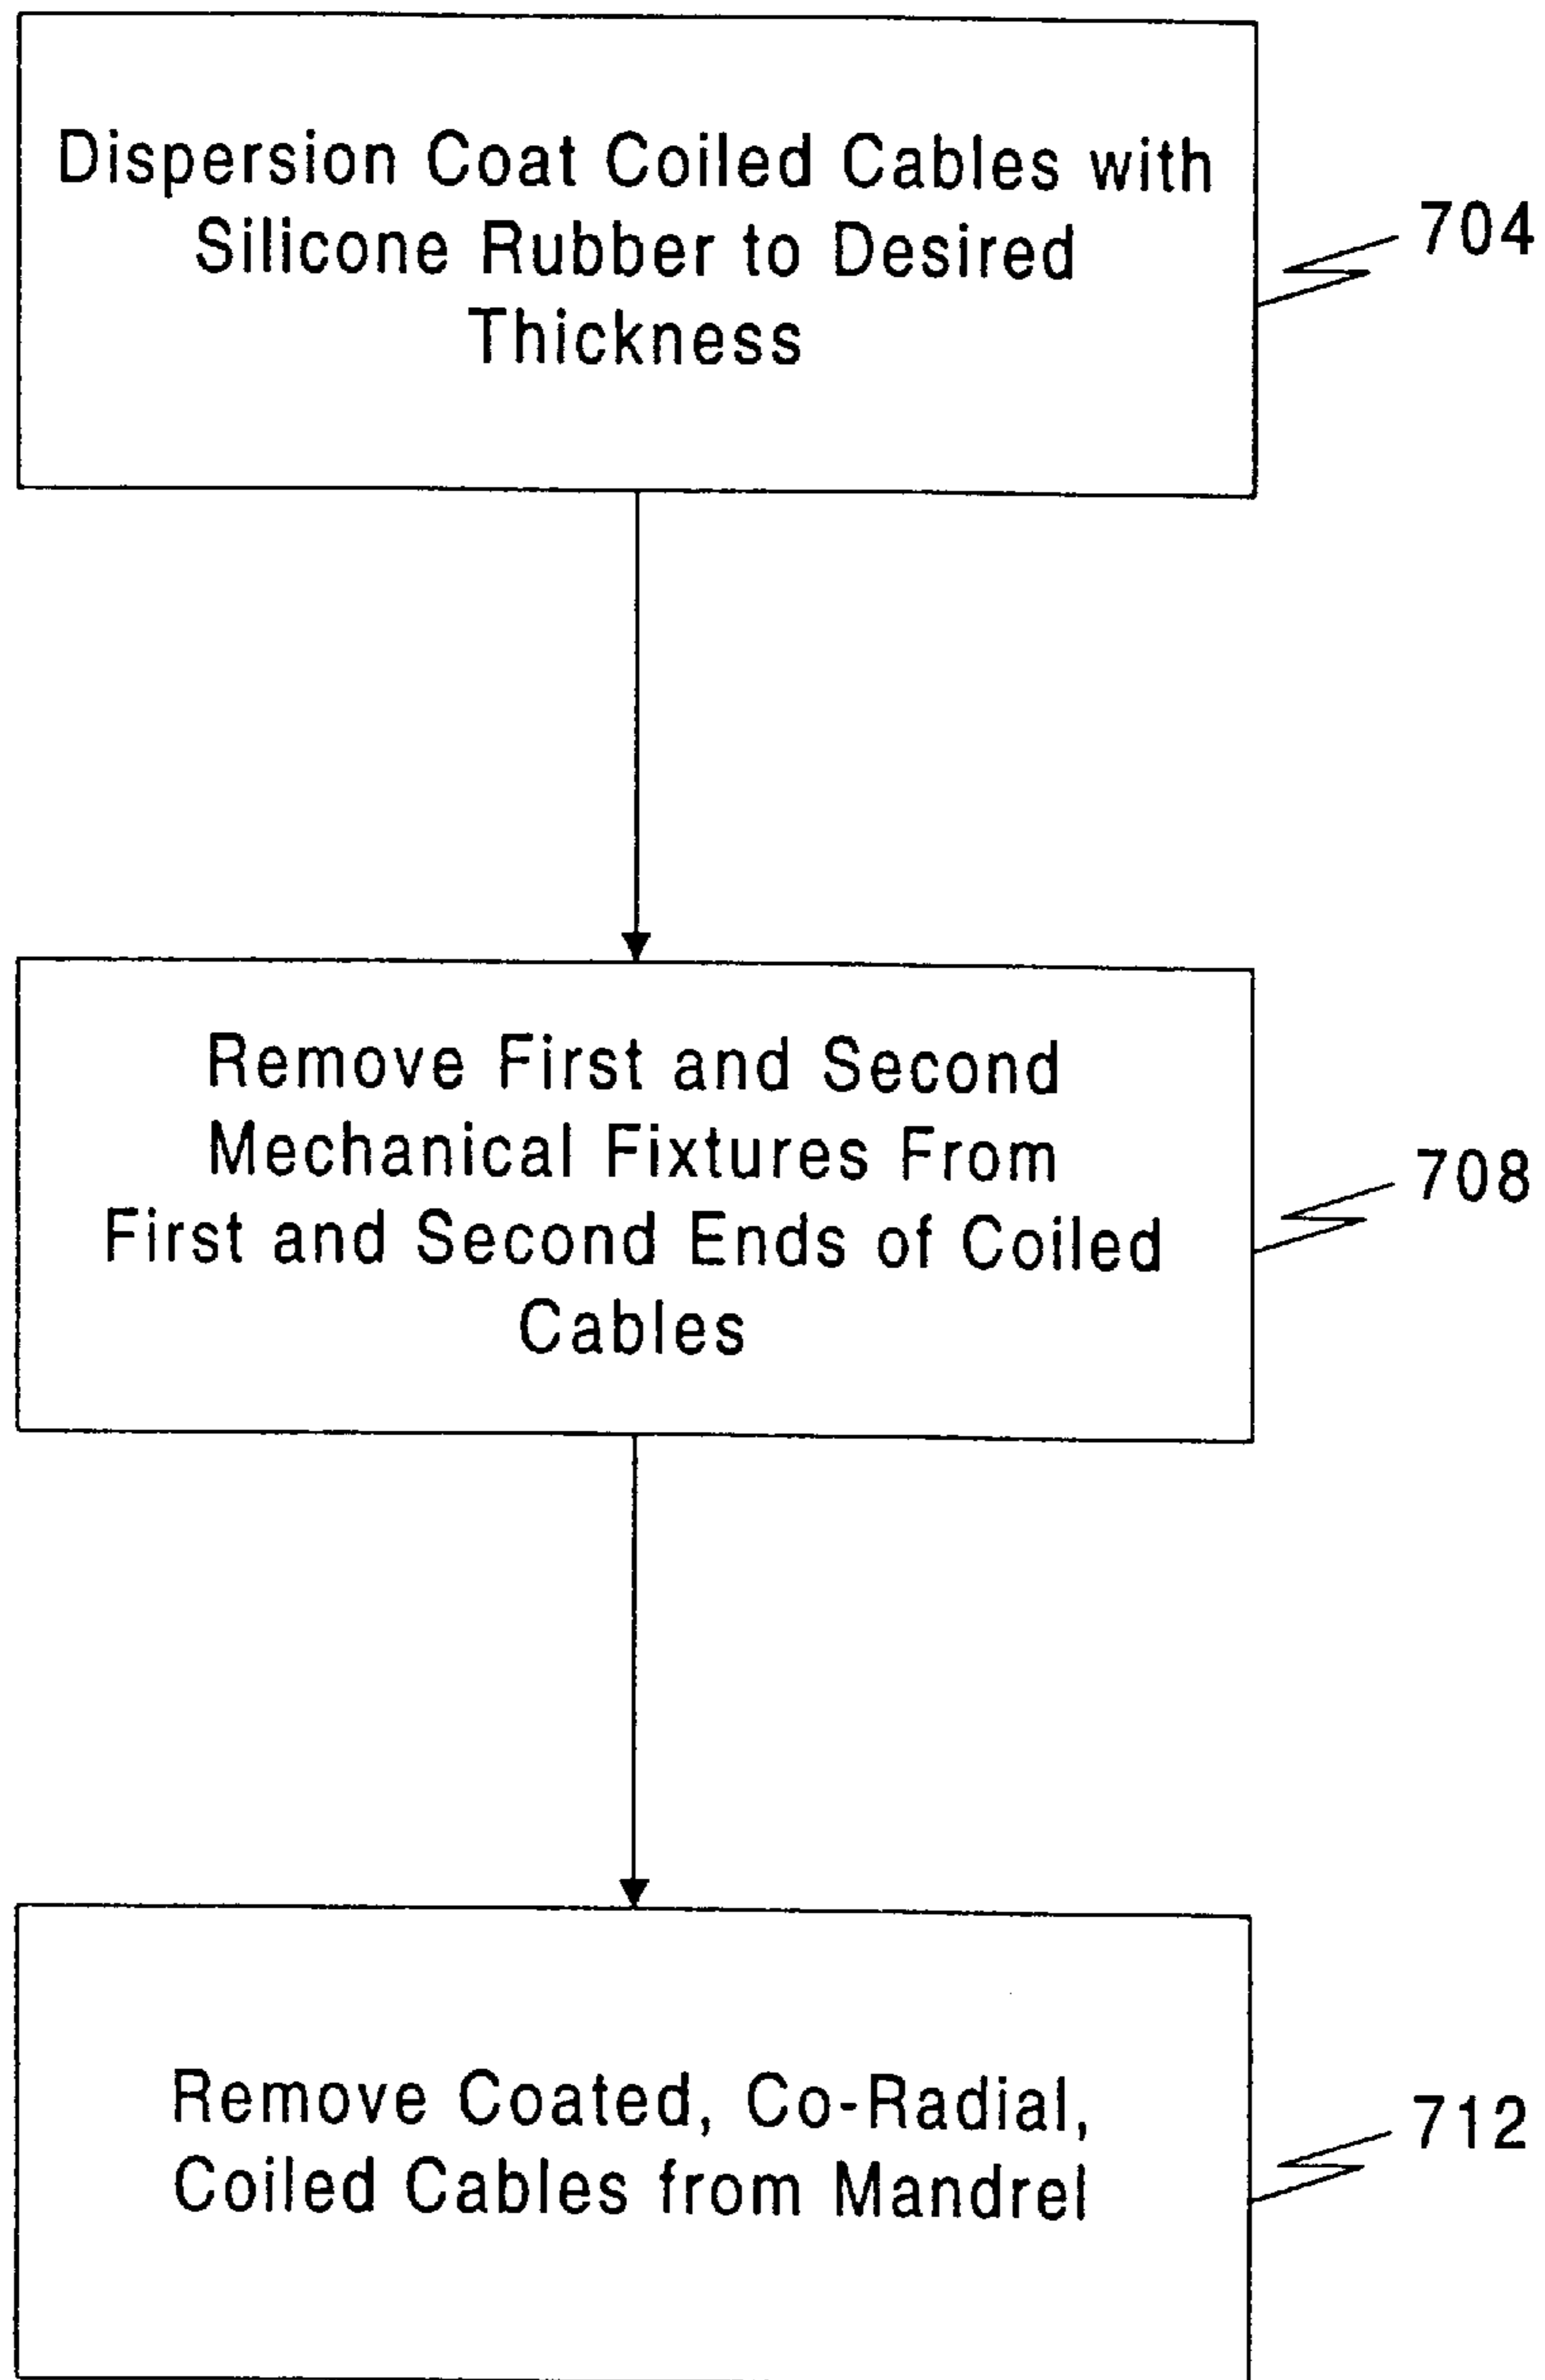 Dispersion Coat Coiled Cables with
Silicone Rubber to Desired
Thickness
704
Remove First and Second
Mechanical Fixtures From
First and Second Ends of Coiled
Cables
708
Remove Coated, Co-Radial,
Coiled Cables from Mandrel
712